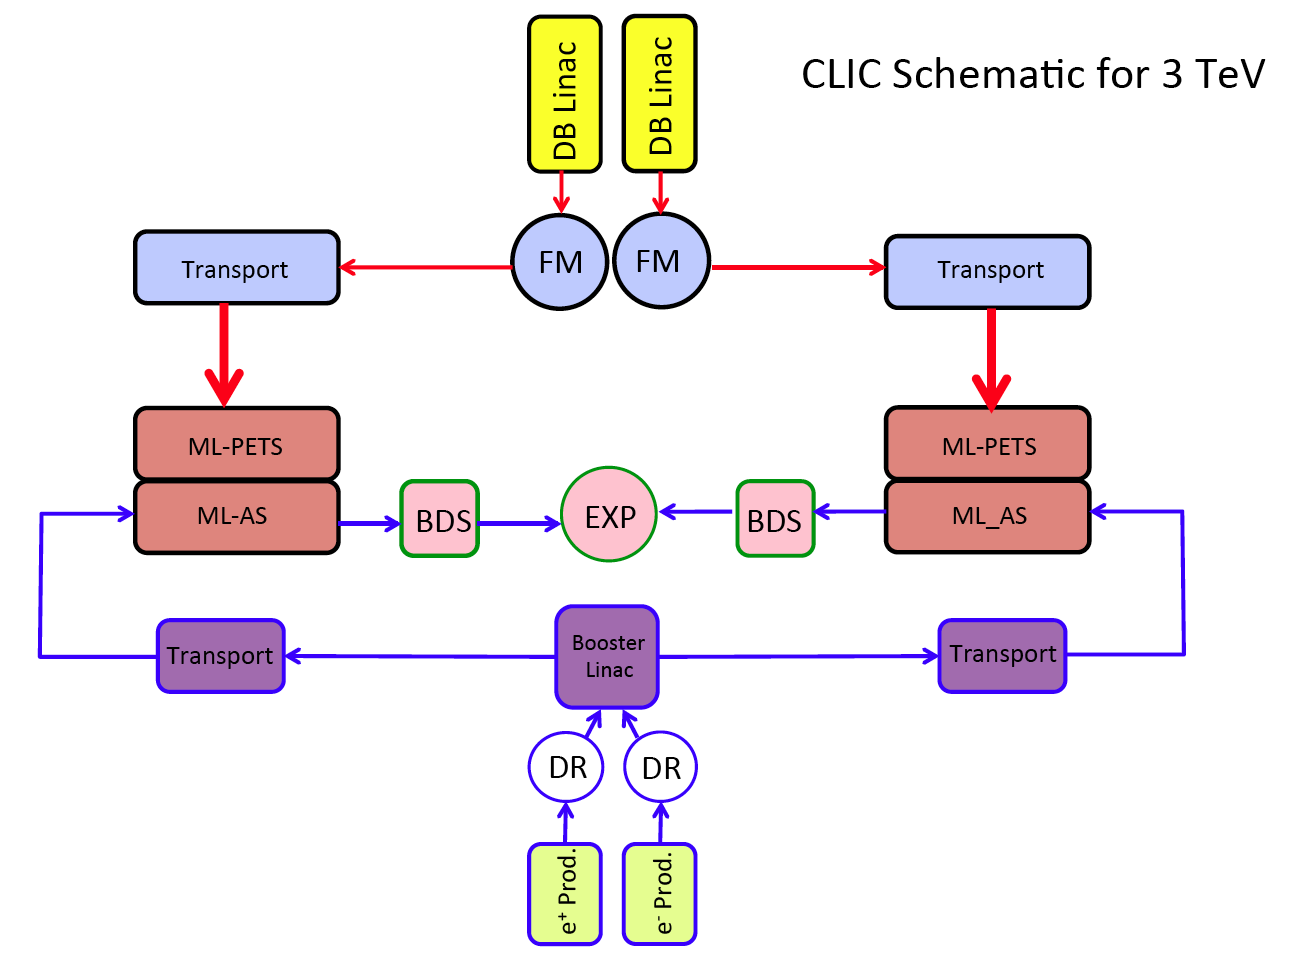 DB Linac
DB Linac
CLIC Schematic for 3 TeV
FM
FM
Transport
Transport
ML-PETS
ML-PETS
ML-AS
BDS
EXP
BDS
ML_AS
Transport
Booster
Linac
Transport
DR
DR
e⁺ Prod.
e⁻ Prod.